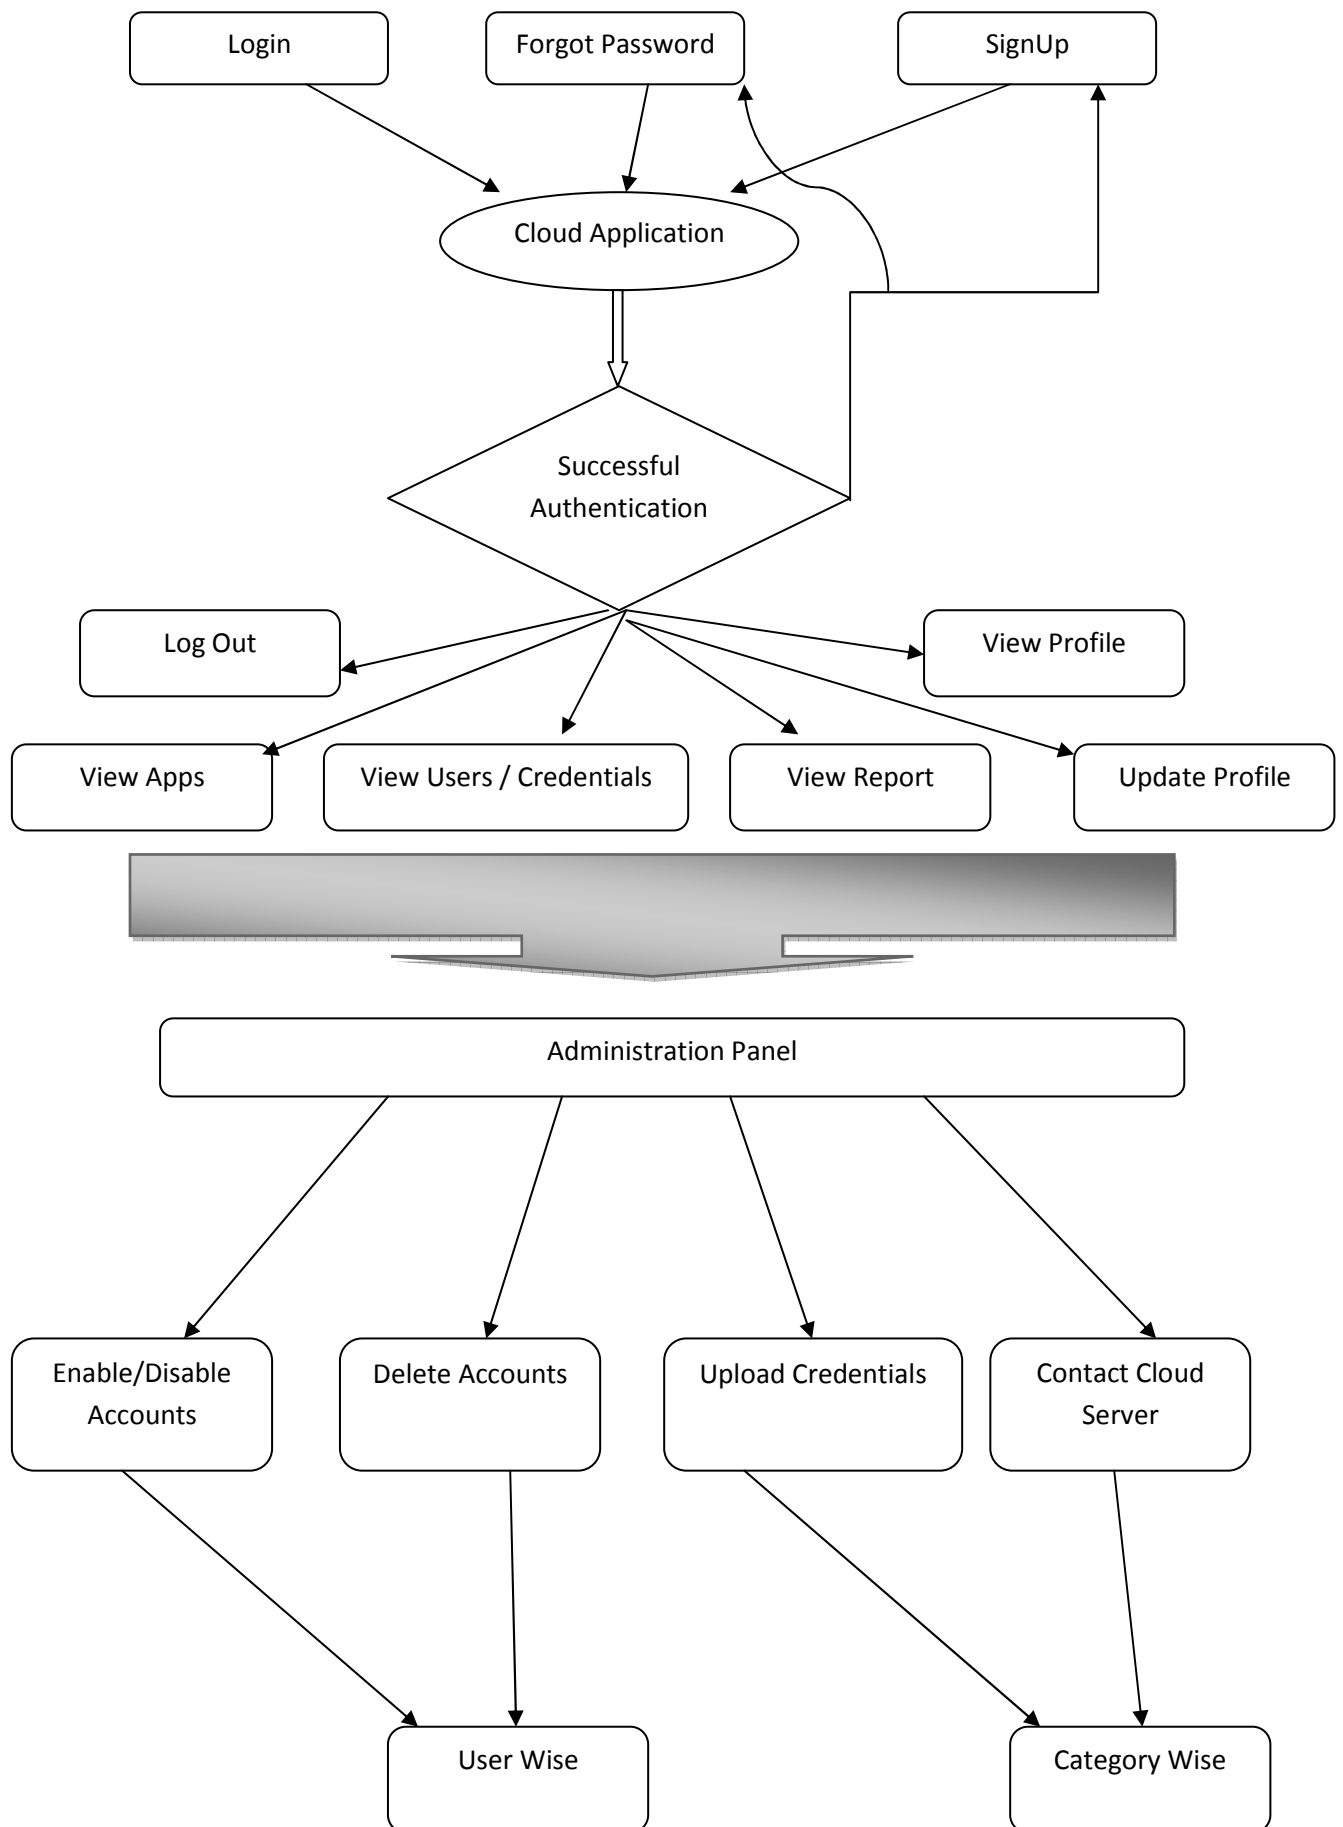 Login
Forgot Password
SignUp
Cloud Application
Successful
Authentication
Log Out
View Profile
View Apps
View Users / Credentials
View Report
Update Profile
Administration Panel
Enable/Disable
Accounts
Delete Accounts
Upload Credentials
Contact Cloud
Server
User Wise
Category Wise